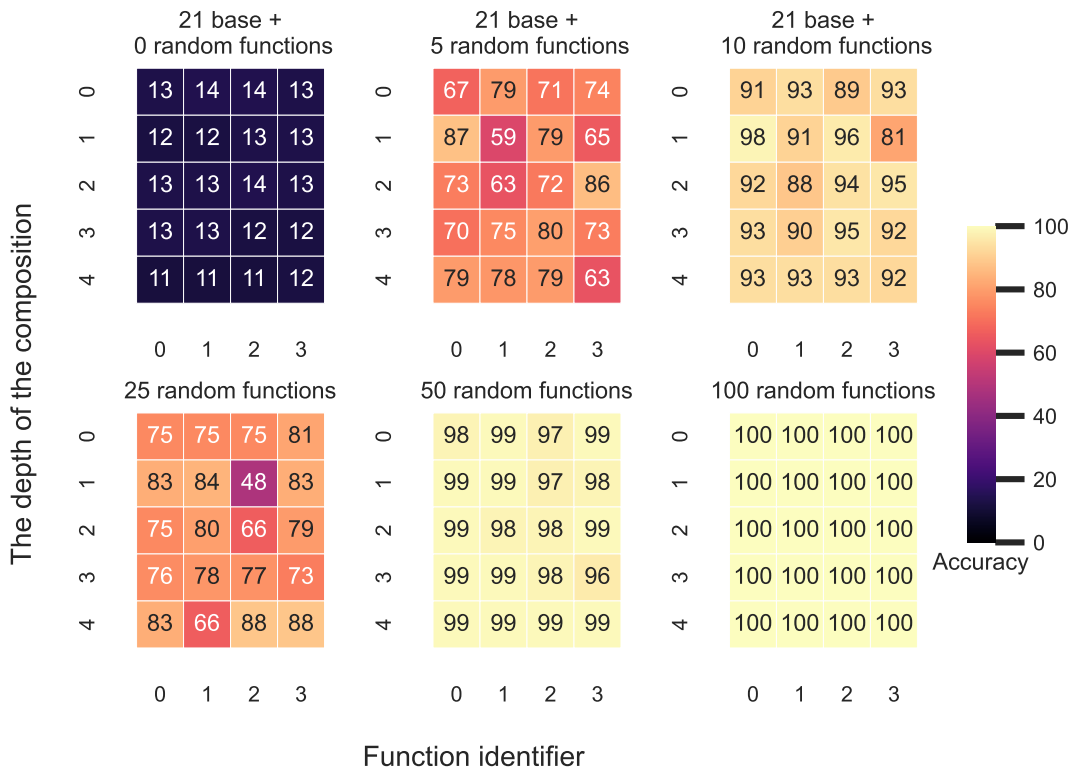 21 base +
0 random functions
21 base +
5 random functions
21 base +
10 random functions
0 13 14 14 13
1 12 12 13 13
2 13 13 14 13
3 13 13 12 12
4 11 11 11 12
0 1 2 3
0 67 79 71 74
1 87 59 79 65
2 73 63 72 86
3 70 75 80 73
4 79 78 79 63
0 1 2 3
0 91 93 89 93
1 98 91 96 81
2 92 88 94 95
3 93 90 95 92
4 93 93 93 92
25 random functions
50 random functions
100 random functions
0 75 75 75 81
1 83 84 48 83
2 75 80 66 79
3 76 78 77 73
4 83 66 88 88
0 1 2 3
0 98 99 97 99
1 99 99 97 98
2 99 98 98 99
3 99 99 98 96
4 99 99 99 99
0 1 2 3
0 100 100 100 100
1 100 100 100 100
2 100 100 100 100
3 100 100 100 100
4 100 100 100 100
0 1 2 3
The depth of the composition
Function identifier
100
80
60
40
20
0
Accuracy